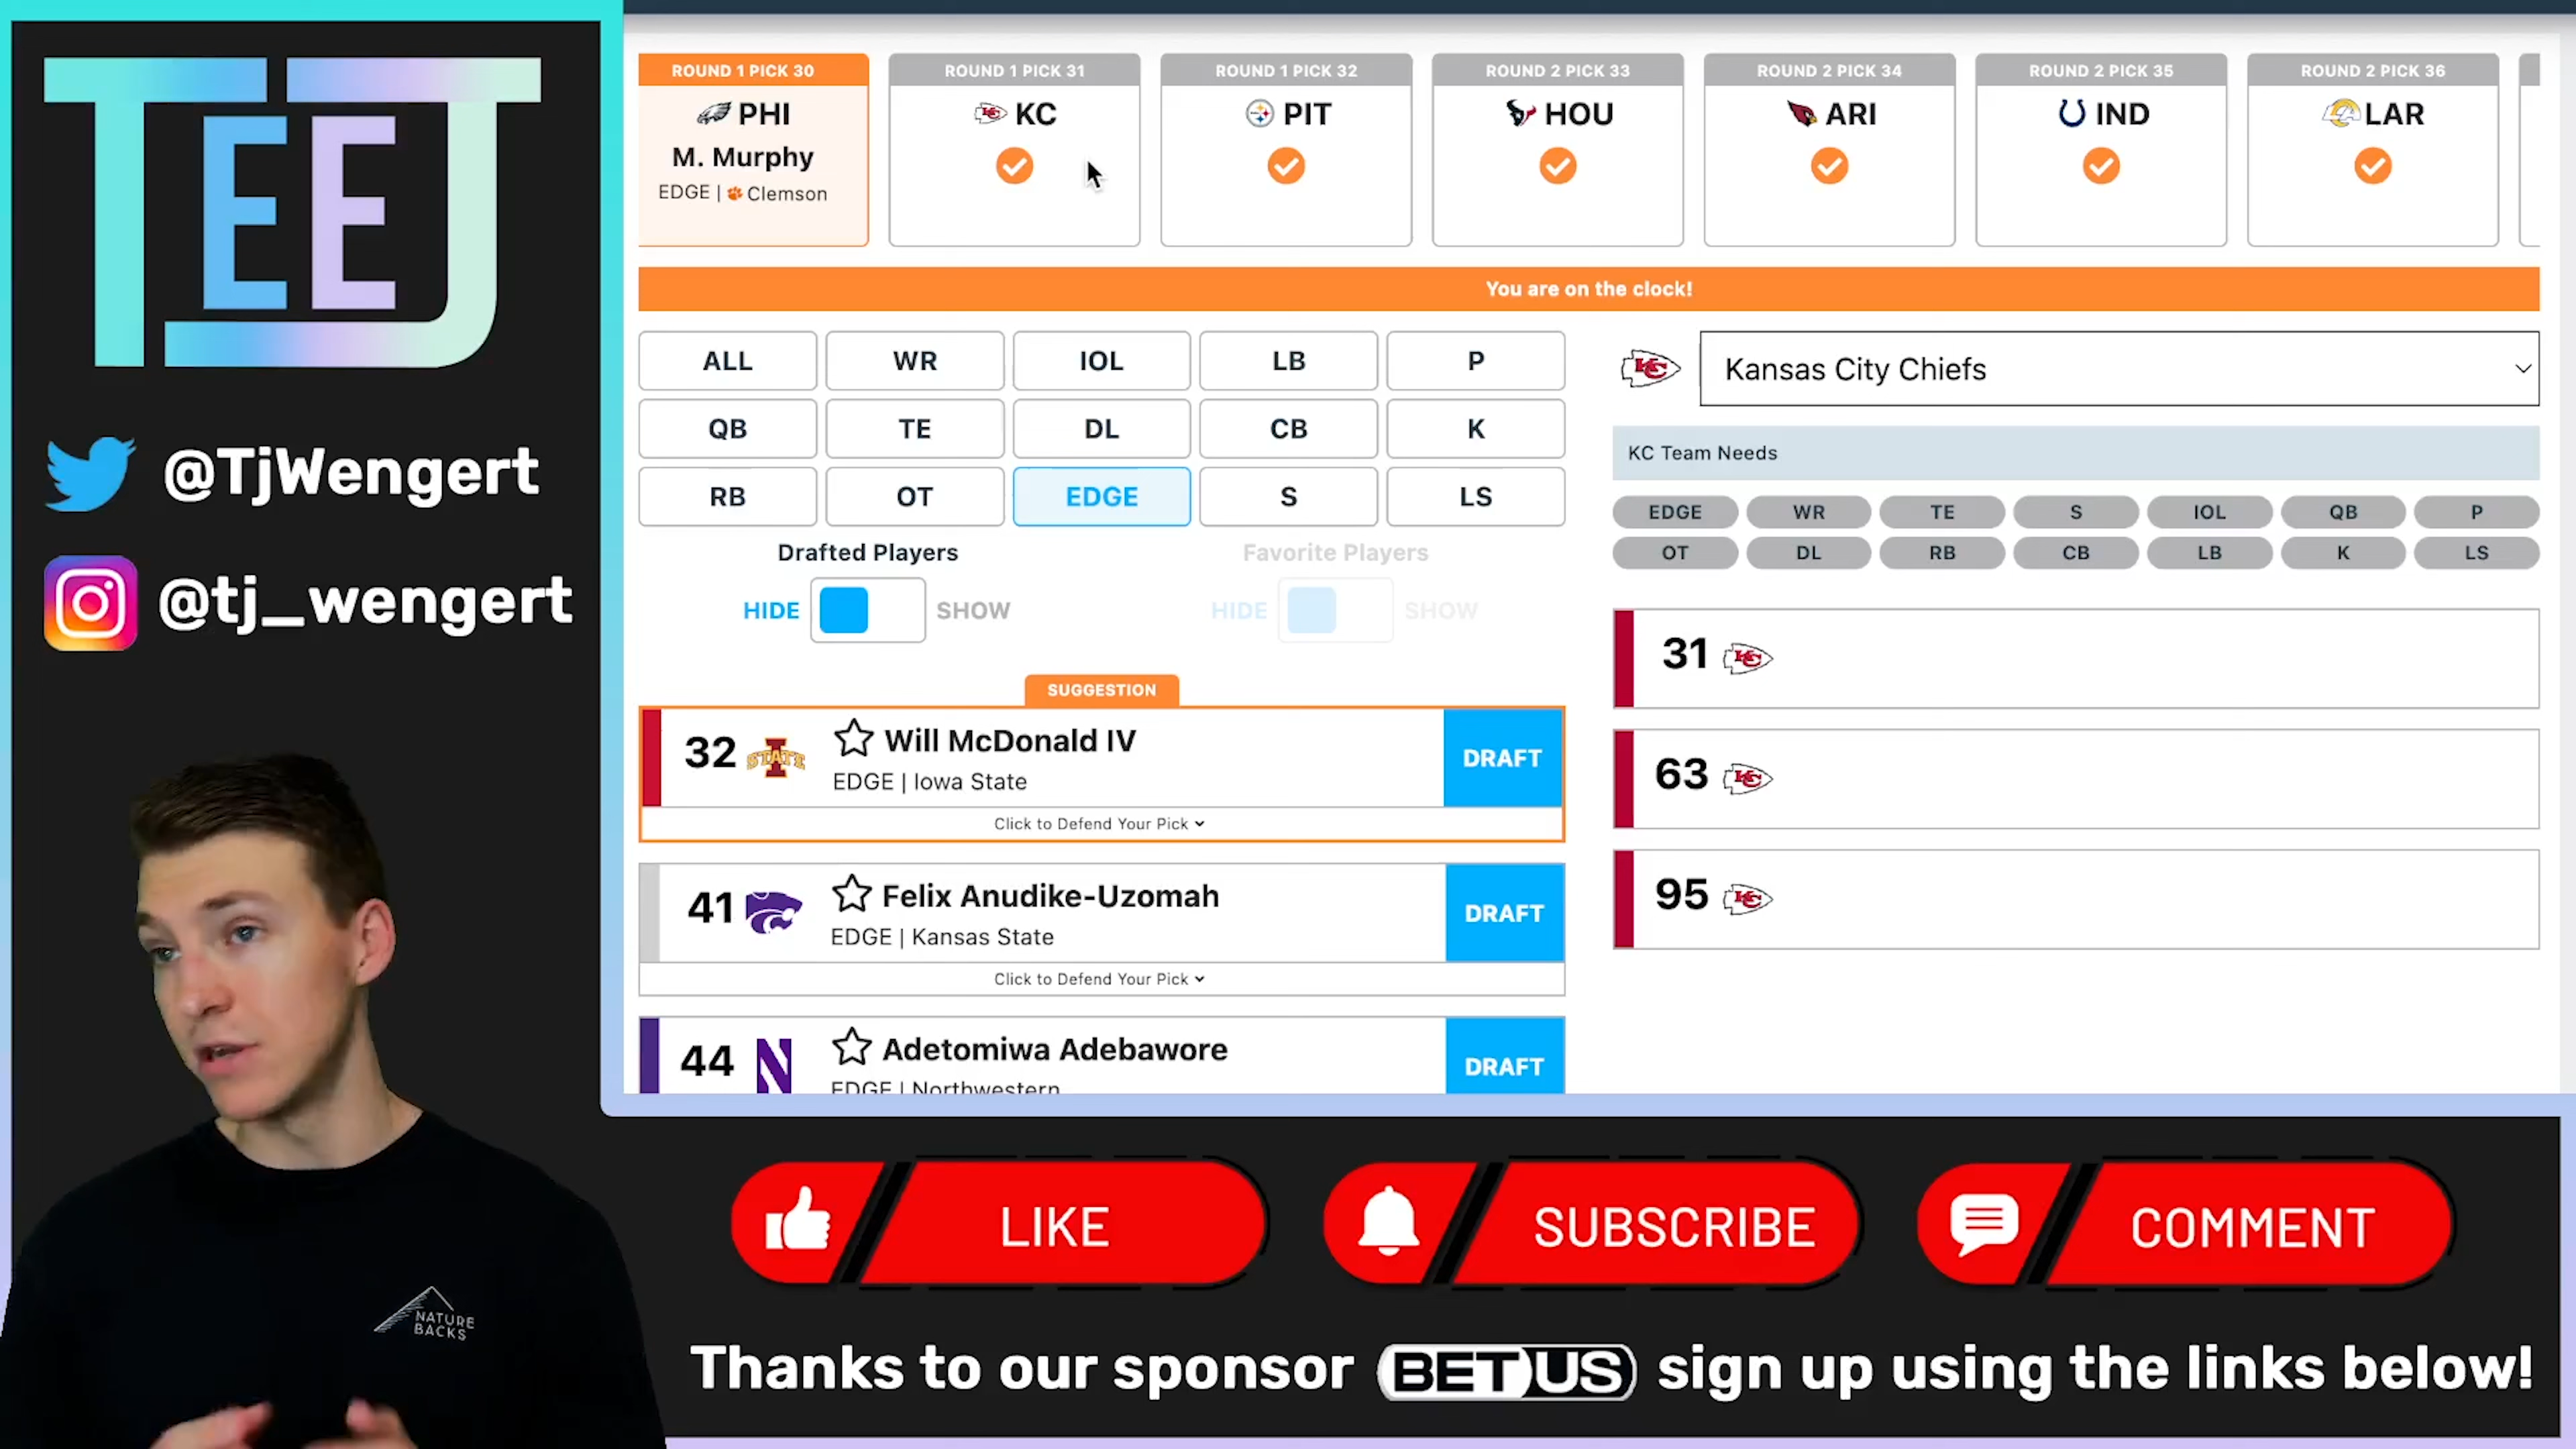 TEEJ
@TjWengert
@tj_wengert
ROUND 1 PICK 30
PHI
M. Murphy
EDGE | Clemson
ROUND 1 PICK 31
KC
ROUND 1 PICK 32
PIT
ROUND 2 PICK 33
HOU
ROUND 2 PICK 34
ARI
ROUND 2 PICK 35
IND
ROUND 2 PICK 36
LAR
You are on the clock!
ALL WR IOL LB P
QB TE DL CB K
RB OT EDGE S LS
Drafted Players
HIDE SHOW
Favorite Players
HIDE SHOW
Kansas City Chiefs
KC Team Needs
EDGE WR TE S IOL QB P
OT DL RB CB LB K LS
31 KC
63 KC
95 KC
SUGGESTION
32 STATE Will McDonald IV
EDGE | Iowa State
DRAFT
Click to Defend Your Pick
41 Felix Anudike-Uzomah
EDGE | Kansas State
DRAFT
Click to Defend Your Pick
44 N Adetomiwa Adebawore
EDGE | Northwestern
DRAFT
NATURE
BACKS
LIKE
SUBSCRIBE
COMMENT
Thanks to our sponsor BETUS sign up using the links below!